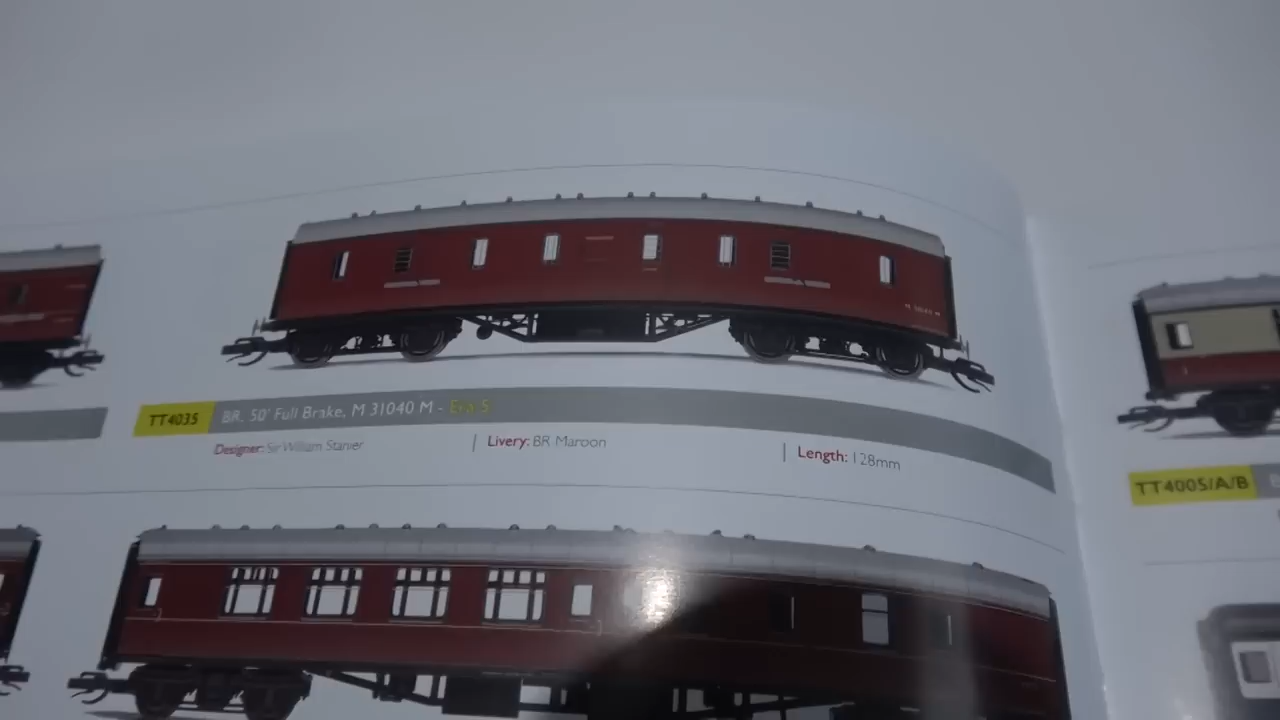 TT4035 BR, 50' Full Brake, M 31040 M - Era 5
Designer: Sir William Stanier | Livery: BR Maroon | Length: 128mm
TT4005/A/B